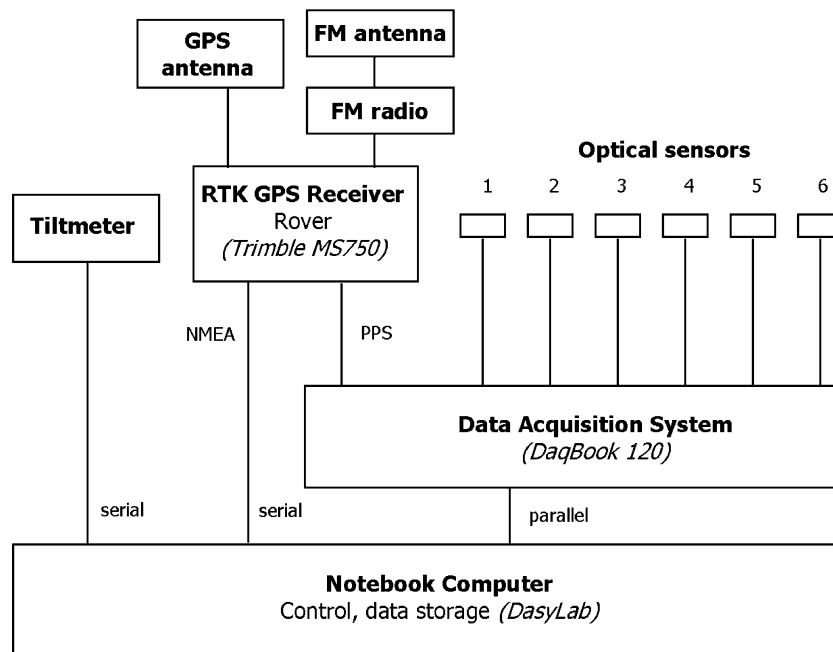 GPS
antenna
FM antenna
FM radio
Optical sensors
1 2 3 4 5 6
Tiltmeter
RTK GPS Receiver
Rover
(Trimble MS750)
NMEA
PPS
Data Acquisition System
(DaqBook 120)
serial
serial
parallel
Notebook Computer
Control, data storage (DasyLab)